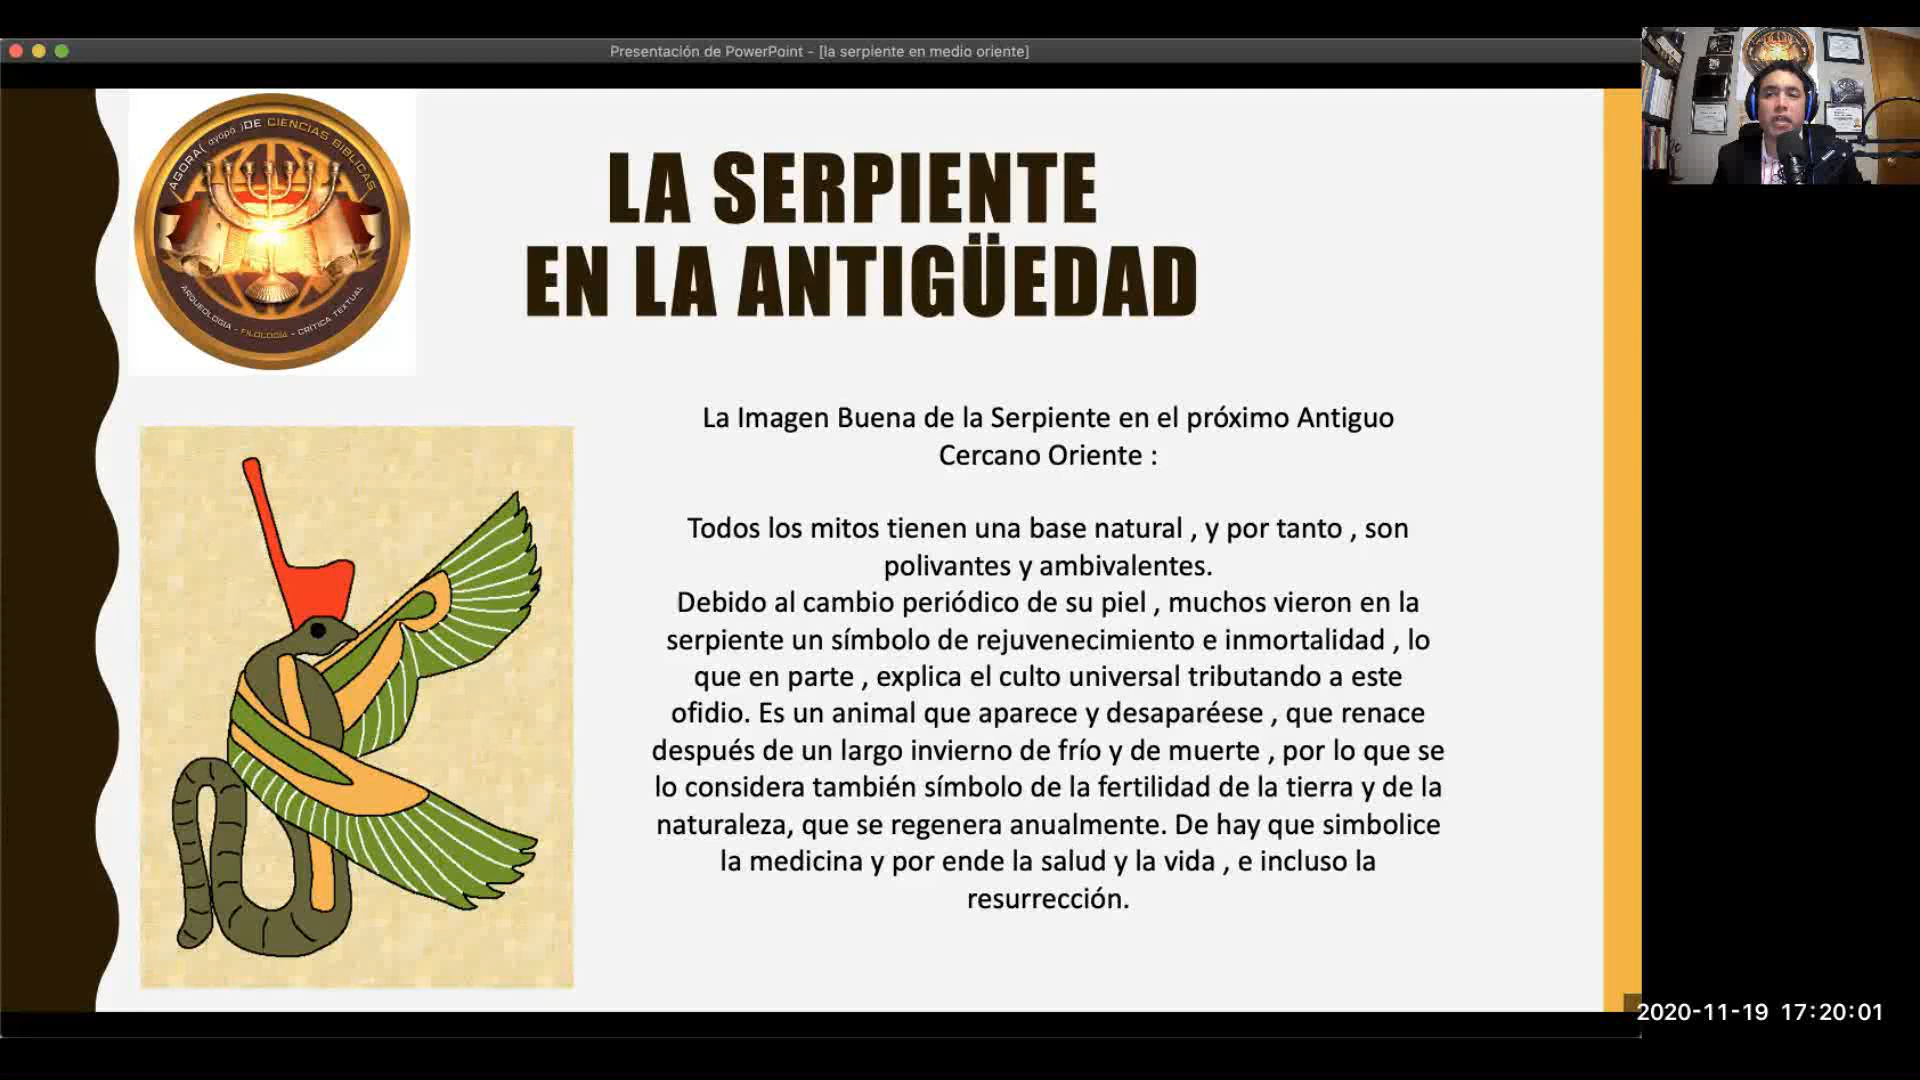 Presentación de PowerPoint - [la serpiente en medio oriente]
AGORA( αγορά )DE CIENCIAS BIBLICAS
ARQUEOLOGIA - FILOLOGÍA - CRÍTICA TEXTUAL
LA SERPIENTE
EN LA ANTIGÜEDAD
La Imagen Buena de la Serpiente en el próximo Antiguo
Cercano Oriente :
Todos los mitos tienen una base natural , y por tanto , son
polivantes y ambivalentes.
Debido al cambio periódico de su piel , muchos vieron en la
serpiente un símbolo de rejuvenecimiento e inmortalidad , lo
que en parte , explica el culto universal tributando a este
ofidio. Es un animal que aparece y desaparéese , que renace
después de un largo invierno de frío y de muerte , por lo que se
lo considera también símbolo de la fertilidad de la tierra y de la
naturaleza, que se regenera anualmente. De hay que simbolice
la medicina y por ende la salud y la vida , e incluso la
resurrección.
2020-11-19 17:20:01